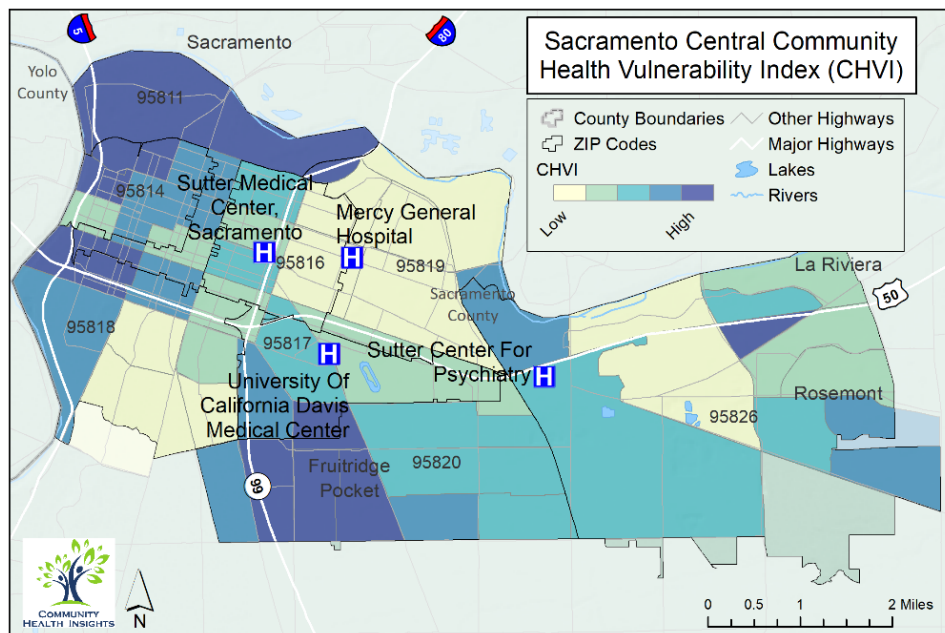 Sacramento Central Community
Health Vulnerability Index (CHVI)
County Boundaries
ZIP Codes
CHVI
Low
High
Other Highways
Major Highways
Lakes
Rivers
5
80
Sacramento
Yolo
County
95811
95814
Sutter Medical
Center,
Sacramento
H
95816
Mercy General
Hospital
H
95819
Sacramento
County
La Riviera
50
95818
95817
H
University Of
California Davis
Medical Center
Sutter Center For
Psychiatry
H
Rosemont
95826
95820
Fruitridge
Pocket
99
COMMUNITY
HEALTH INSIGHTS
N
0 0.5 1 2 Miles